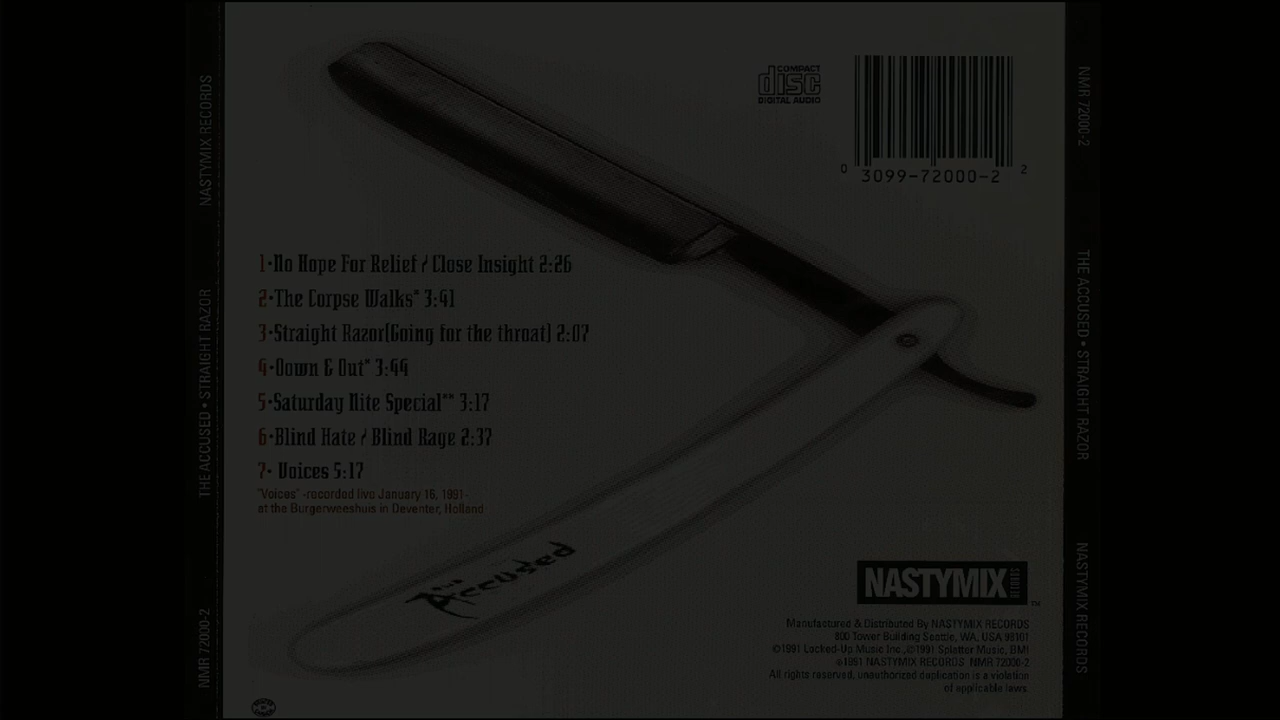 NASTYMIX RECORDS
THE ACCUSED • STRAIGHT RAZOR
NMR 72000-2
COMPACT
disc
DIGITAL AUDIO
0 3099-72000-2 2
1•No Hope For Relief / Close Insight 2:26
2•The Corpse Walks* 3:41
3•Straight Razor(Going for the throat) 2:07
4•Down & Out* 3:44
5•Saturday Nite Special** 3:17
6•Blind Hate / Blind Rage 2:37
7• Voices 5:17
"Voices" -recorded live January 16, 1991-
at the Burgerweeshuis in Deventer, Holland
The Accused
NASTYMIX RECORDS TM
Manufactured & Distributed By NASTYMIX RECORDS
800 Tower Building Seattle, WA. USA 98101
©1991 Locked-Up Music Inc.,©1991 Splatter Music, BMI
℗1991 NASTYMIX RECORDS NMR 72000-2
All rights reserved, unauthorized duplication is a violation
of applicable laws.
NMR 72000-2
THE ACCUSED • STRAIGHT RAZOR
NASTYMIX RECORDS